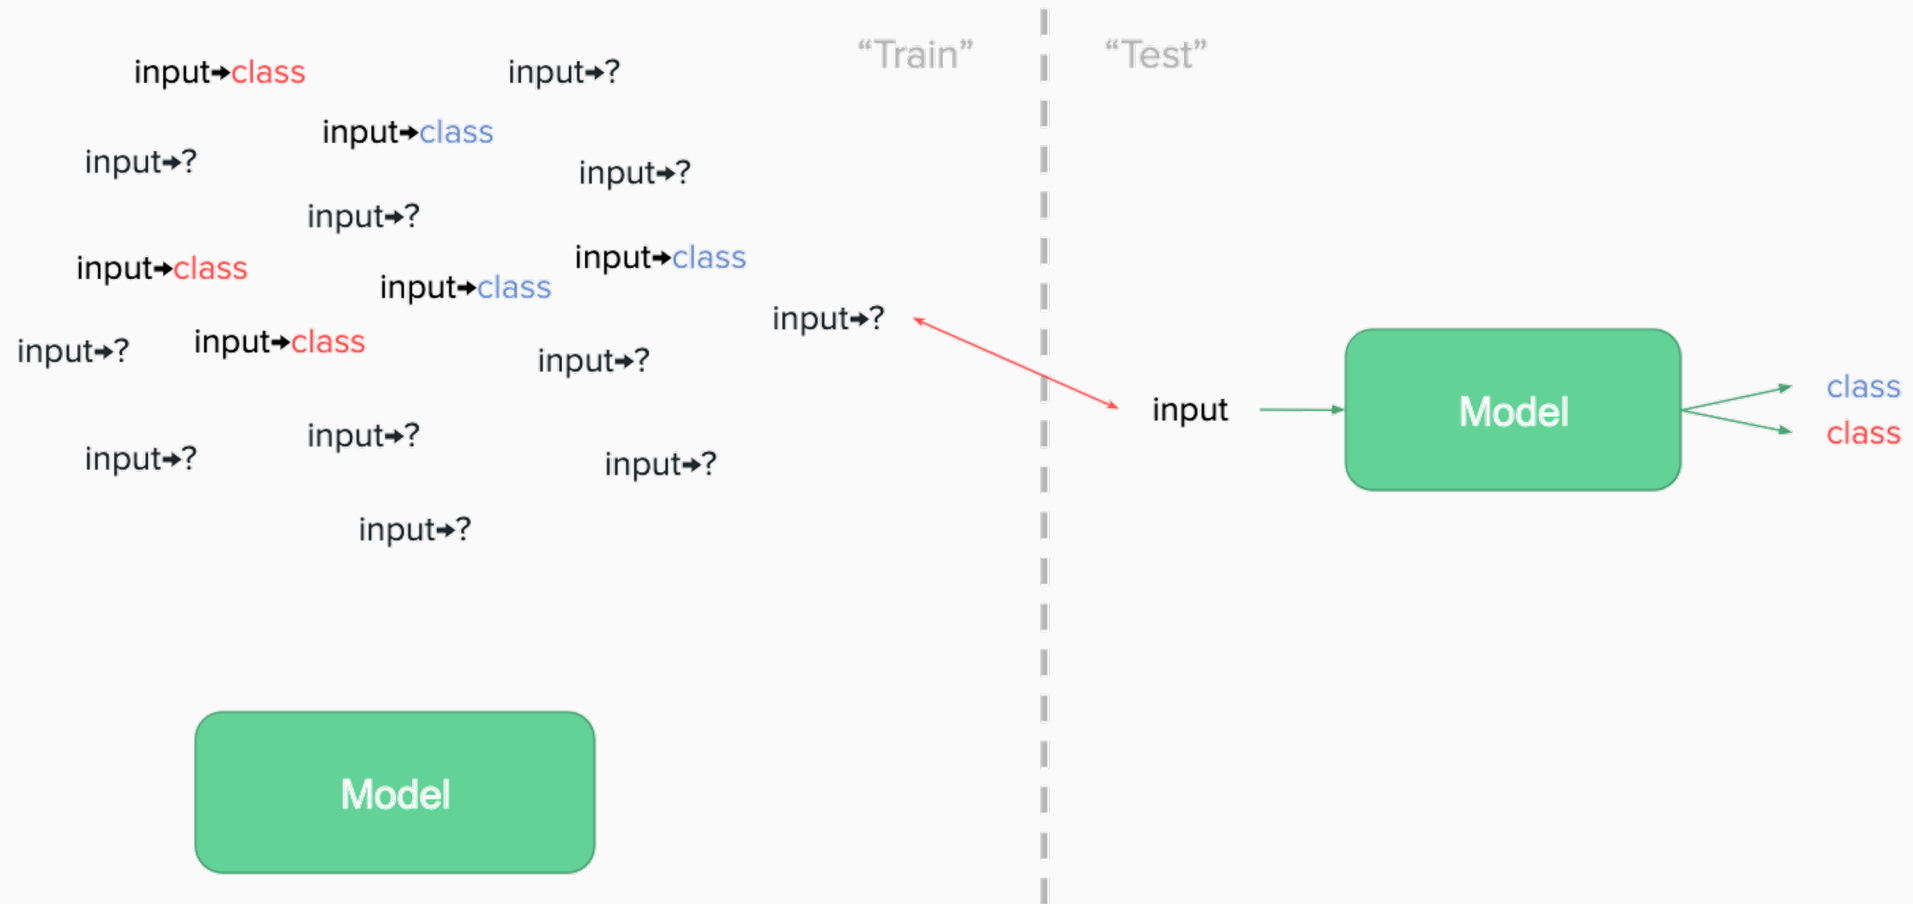 “Train”
“Test”
input→class
input→?
input→class
input→?
input→?
input→?
input→class
input→class
input→class
input→?
input→class
input→?
input→?
input→?
input→?
input→?
input→?
Model
input
Model
class
class